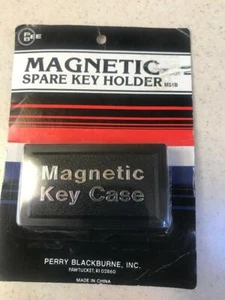 MAGNETIC
SPARE KEY HOLDER
Magnetic
Key Case
PERRY BLACKBURNE, INC.
PAWTUCKET, RI 02860
MADE IN CHINA